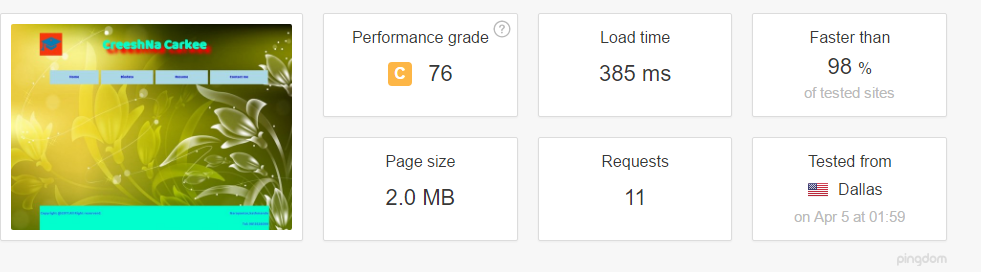 CreeshNa Carkee
Home
Contact Me
Performance grade ?
C 76
Load time
385 ms
Faster than
98 %
of tested sites
Page size
2.0 MB
Requests
11
Tested from
Dallas
on Apr 5 at 01:59
pingdom